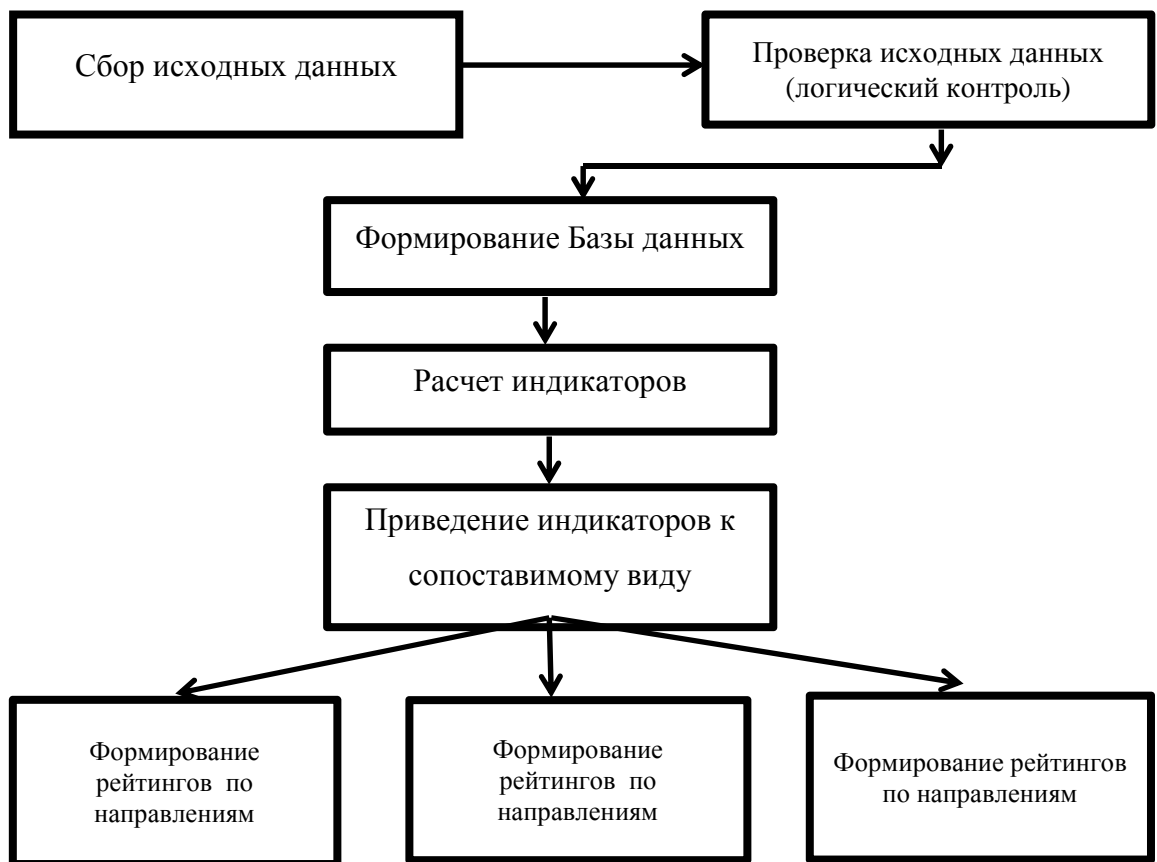 Сбор исходных данных
Проверка исходных данных
(логический контроль)
Формирование Базы данных
Расчет индикаторов
Приведение индикаторов к
сопоставимому виду
Формирование
рейтингов по
направлениям
Формирование
рейтингов по
направлениям
Формирование рейтингов
по направлениям